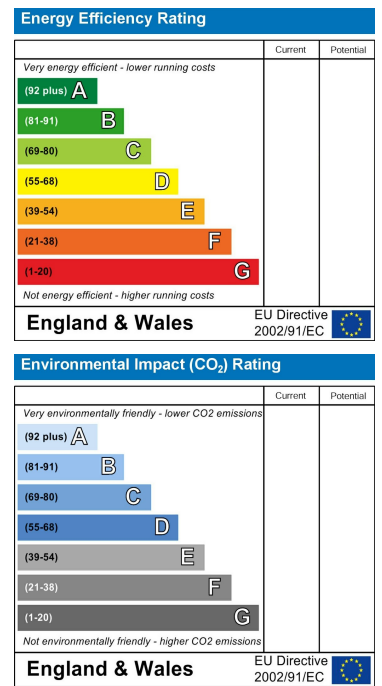 Energy Efficiency Rating
Current Potential
Very energy efficient - lower running costs
(92 plus) A
(81-91) B
(69-80) C
(55-68) D
(39-54) E
(21-38) F
(1-20) G
Not energy efficient - higher running costs
England & Wales
EU Directive
2002/91/EC
Environmental Impact (CO₂) Rating
Current Potential
Very environmentally friendly - lower CO2 emissions
(92 plus) A
(81-91) B
(69-80) C
(55-68) D
(39-54) E
(21-38) F
(1-20) G
Not environmentally friendly - higher CO2 emissions
England & Wales
EU Directive
2002/91/EC